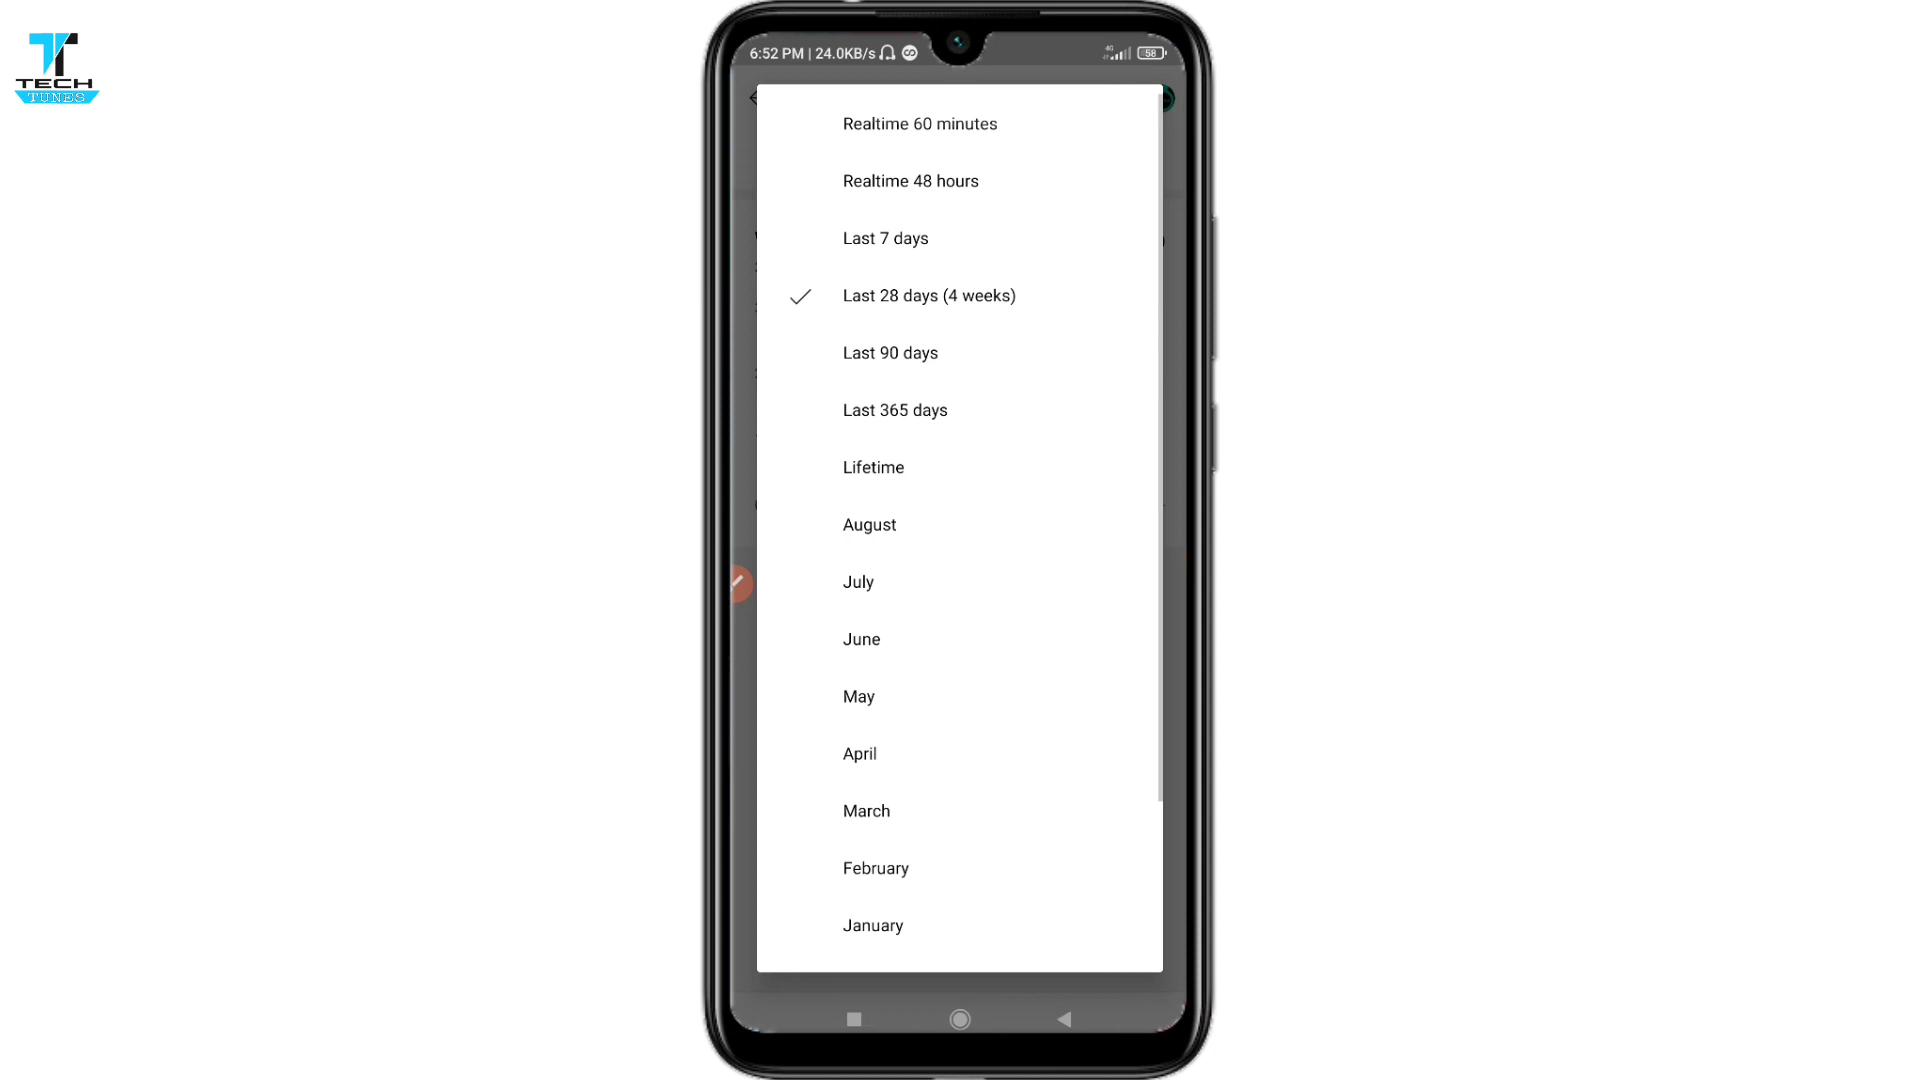 TECH
TUNES
6:52 PM | 24.0KB/s
4G
58
Realtime 60 minutes
Realtime 48 hours
Last 7 days
Last 28 days (4 weeks)
Last 90 days
Last 365 days
Lifetime
August
July
June
May
April
March
February
January